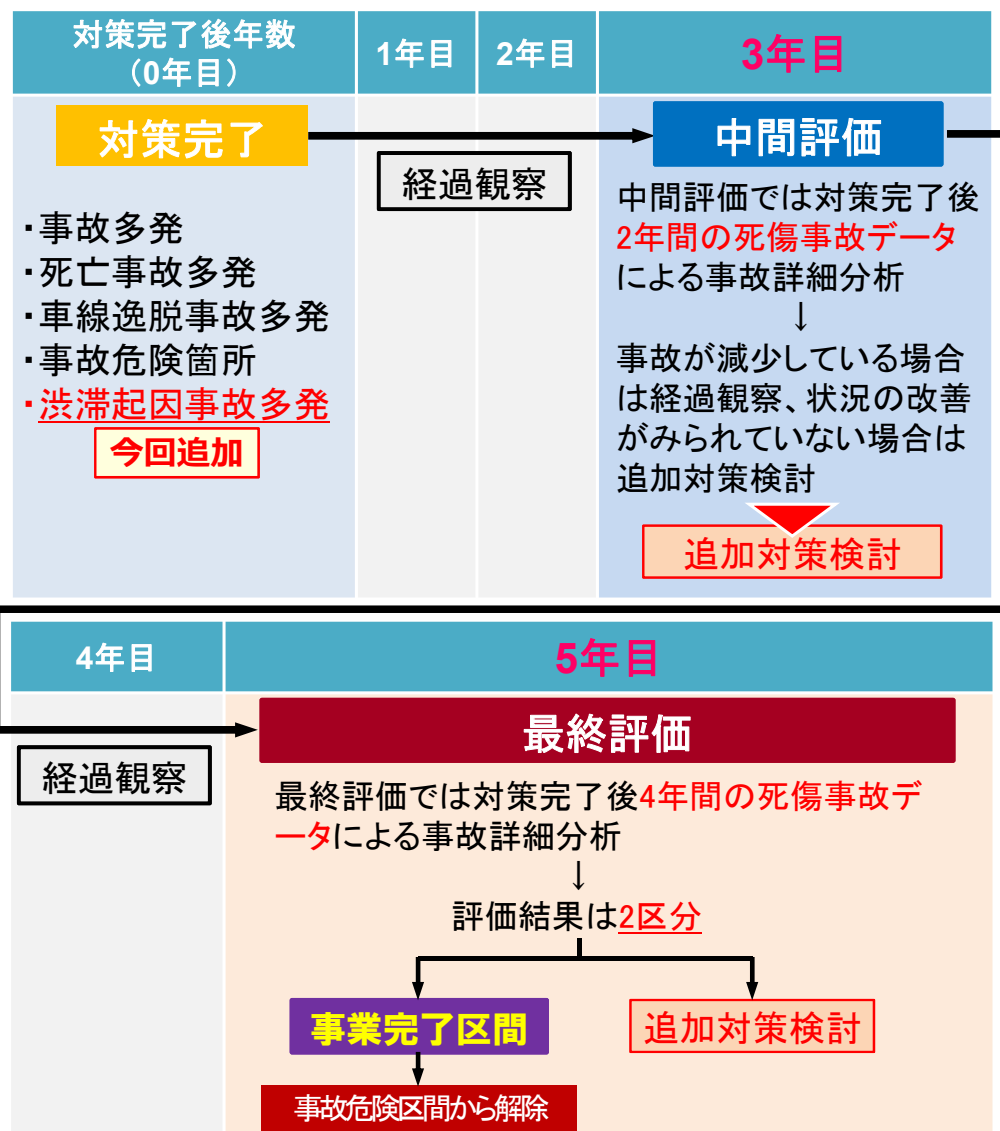 対策完了後年数
(0年目)
1年目
2年目
3年目
対策完了
中間評価
経過観察
・事故多発
・死亡事故多発
・車線逸脱事故多発
・事故危険箇所
・渋滞起因事故多発
今回追加
中間評価では対策完了後
2年間の死傷事故データ
による事故詳細分析
↓
事故が減少している場合
は経過観察、状況の改善
がみられていない場合は
追加対策検討
追加対策検討
4年目
5年目
最終評価
経過観察
最終評価では対策完了後4年間の死傷事故デ
ータによる事故詳細分析
↓
評価結果は2区分
事業完了区間
追加対策検討
事故危険区間から解除